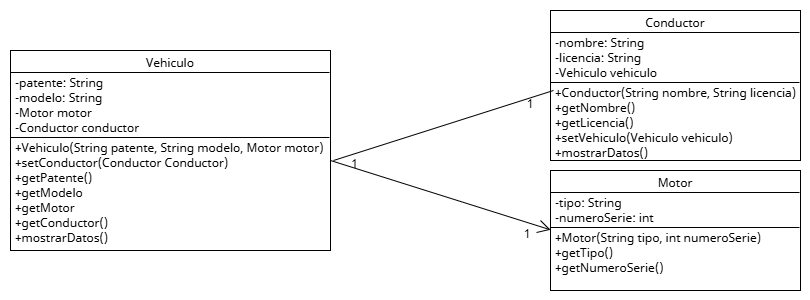 Vehiculo
-patente: String
-modelo: String
-Motor motor
-Conductor conductor
+Vehiculo(String patente, String modelo, Motor motor)
+setConductor(Conductor Conductor)
+getPatente()
+getModelo
+getMotor
+getConductor()
+mostrarDatos()
1
1
1
Conductor
-nombre: String
-licencia: String
-Vehiculo vehiculo
+Conductor(String nombre, String licencia)
+getNombre()
+getLicencia()
+setVehiculo(Vehiculo vehiculo)
+mostrarDatos()
Motor
-tipo: String
-numeroSerie: int
+Motor(String tipo, int numeroSerie)
+getTipo()
+getNumeroSerie()